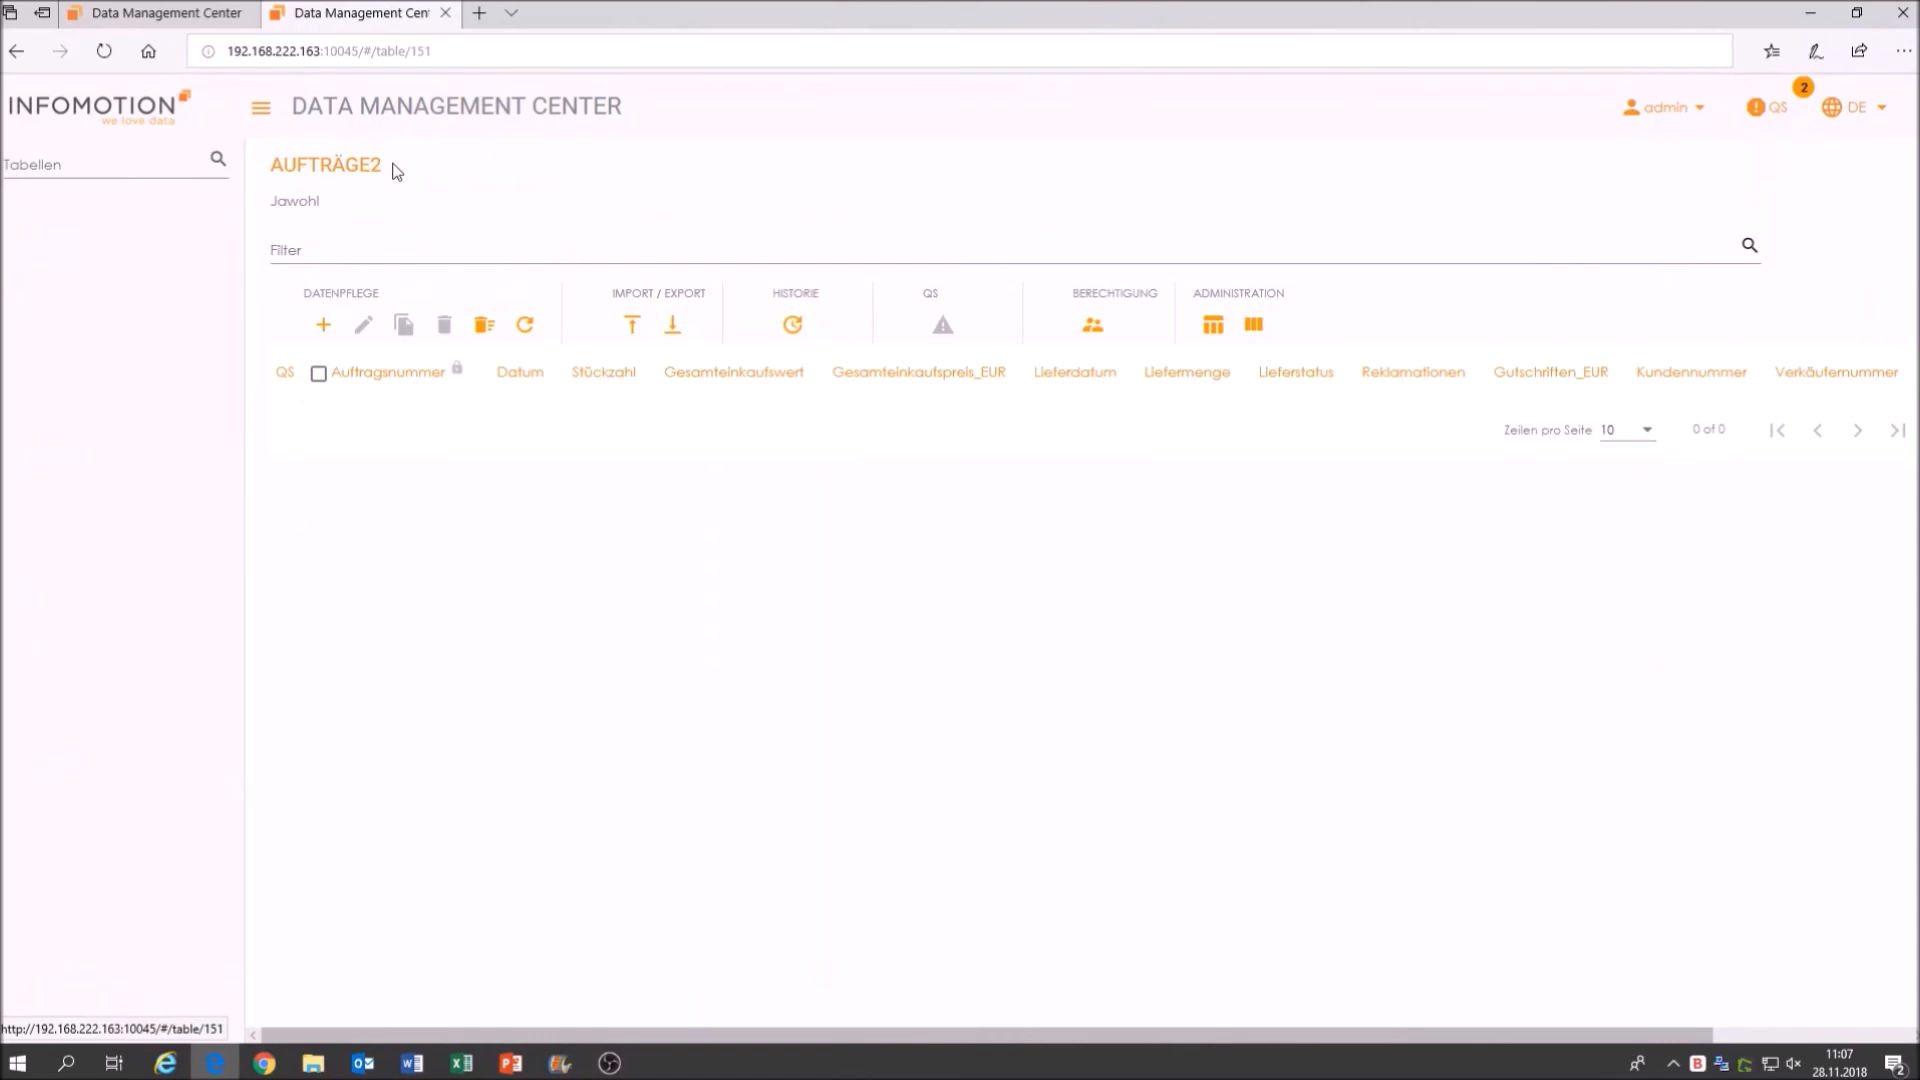 Data Management Center
Data Management Cen
192.168.222.163:10045/#/table/151
INFOMOTION
we love data
DATA MANAGEMENT CENTER
admin
QS
2
DE
Tabellen
AUFTRÄGE2
Jawohl
Filter
DATENPFLEGE
IMPORT / EXPORT
HISTORIE
QS
BERECHTIGUNG
ADMINISTRATION
QS Auftragsnummer Datum Stückzahl Gesamteinkaufswert Gesamteinkaufspreis_EUR Lieferdatum Liefermenge Lieferstatus Reklamationen Gutschriften_EUR Kundennummer Verkäufernummer
Zeilen pro Seite 10 0 of 0
http://192.168.222.163:10045/#/table/151
11:07
28.11.2018
2